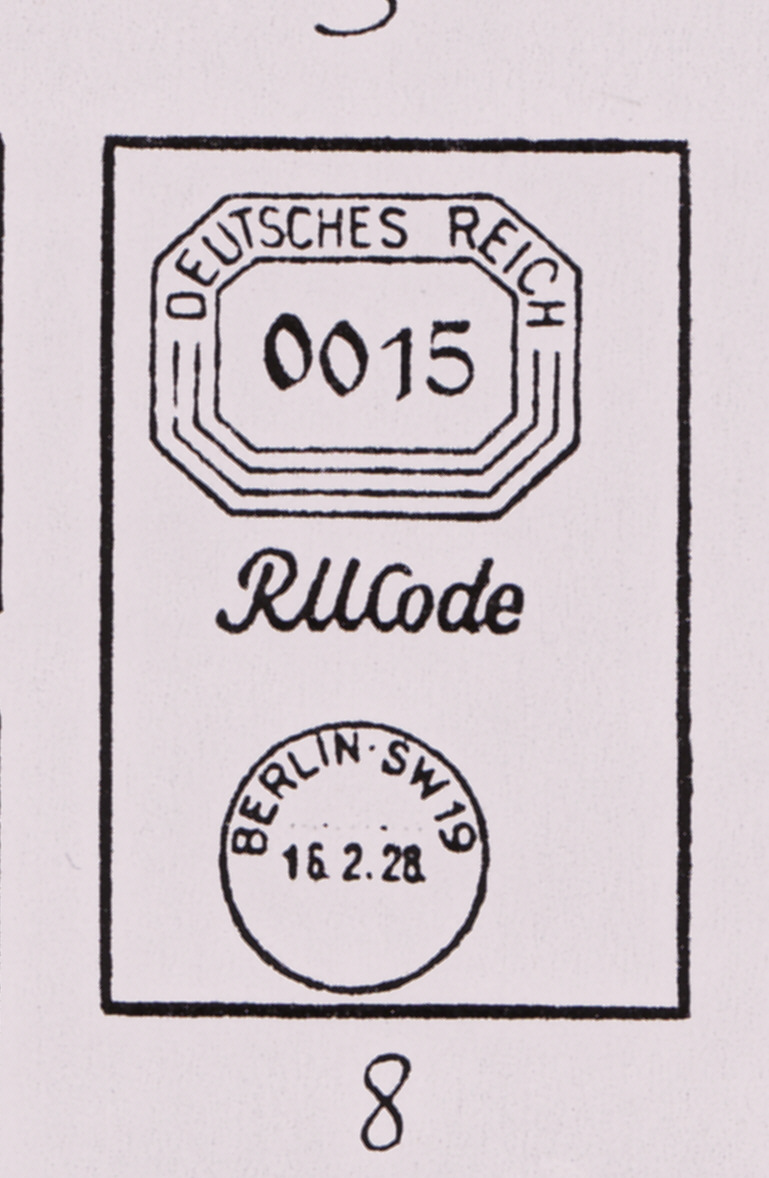 DEUTSCHES REICH
0015
RUCode
BERLIN·SW19
16.2.28.
8